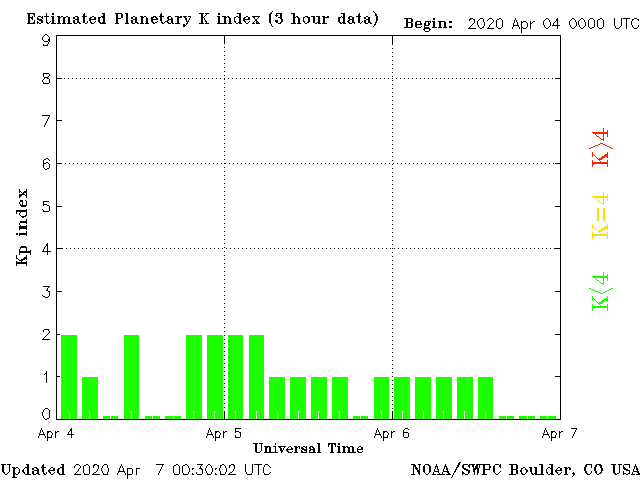 Estimated Planetary K index (3 hour data) Begin: 2020 Apr 04 0000 UTC
9
8
7
6
5
4
3
2
1
0
Kp index
K>4
K=4
K<4
Apr 4 Apr 5 Apr 6 Apr 7
Universal Time
Updated 2020 Apr 7 00:30:02 UTC NOAA/SWPC Boulder, CO USA